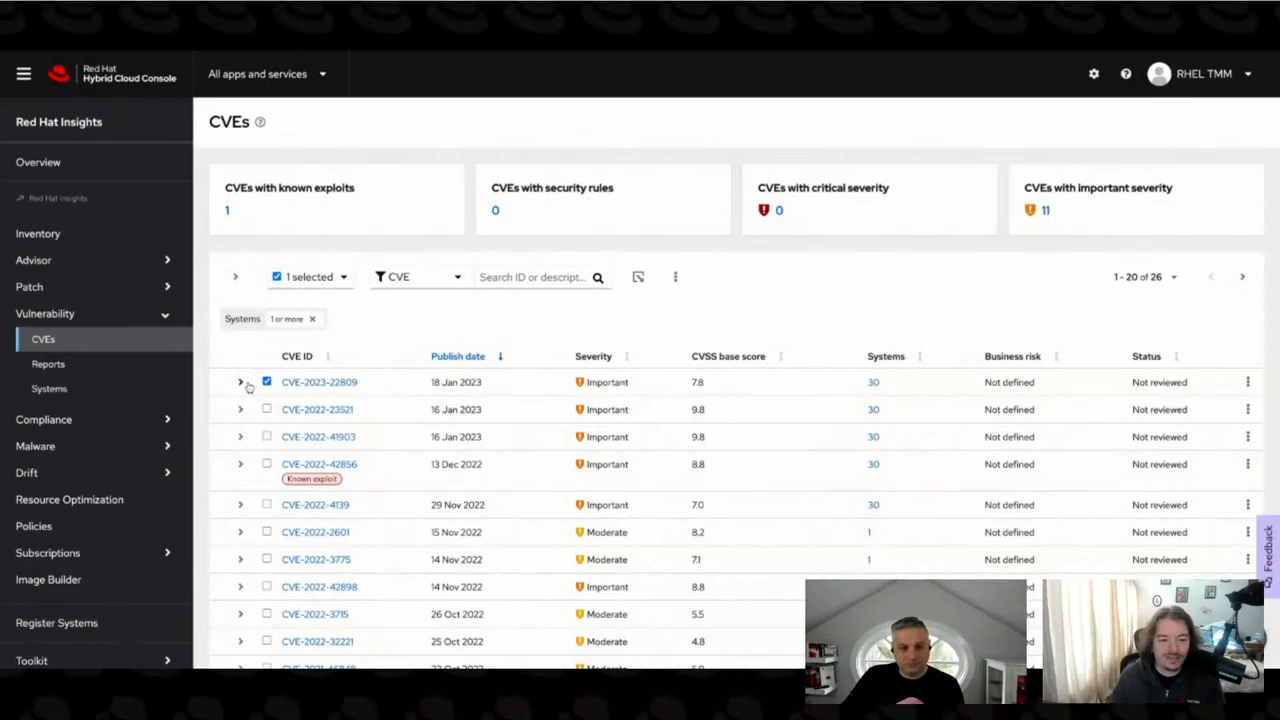 Red Hat
Hybrid Cloud Console
All apps and services
RHEL TMM
Red Hat Insights
Overview
Red Hat Insights
Inventory
Advisor
Patch
Vulnerability
CVEs
Reports
Systems
Compliance
Malware
Drift
Resource Optimization
Policies
Subscriptions
Image Builder
Register Systems
Toolkit
CVEs
CVEs with known exploits
1
CVEs with security rules
0
CVEs with critical severity
0
CVEs with important severity
11
1 selected
CVE
Search ID or descript...
1 - 20 of 26
Systems 1 or more
CVE ID Publish date Severity CVSS base score Systems Business risk Status
CVE-2023-22809 18 Jan 2023 Important 7.8 30 Not defined Not reviewed
CVE-2022-23521 16 Jan 2023 Important 9.8 30 Not defined Not reviewed
CVE-2022-41903 16 Jan 2023 Important 9.8 30 Not defined Not reviewed
CVE-2022-42856 13 Dec 2022 Important 8.8 30 Not defined Not reviewed
Known exploit
CVE-2022-4139 29 Nov 2022 Important 7.0 30 Not defined Not reviewed
CVE-2022-2601 15 Nov 2022 Moderate 8.2 1 Not defined Not reviewed
CVE-2022-3775 14 Nov 2022 Moderate 7.1 1 Not defined Not reviewed
CVE-2022-42898 14 Nov 2022 Important 8.8
CVE-2022-3715 26 Oct 2022 Moderate 5.5
CVE-2022-32221 25 Oct 2022 Moderate 4.8
Feedback